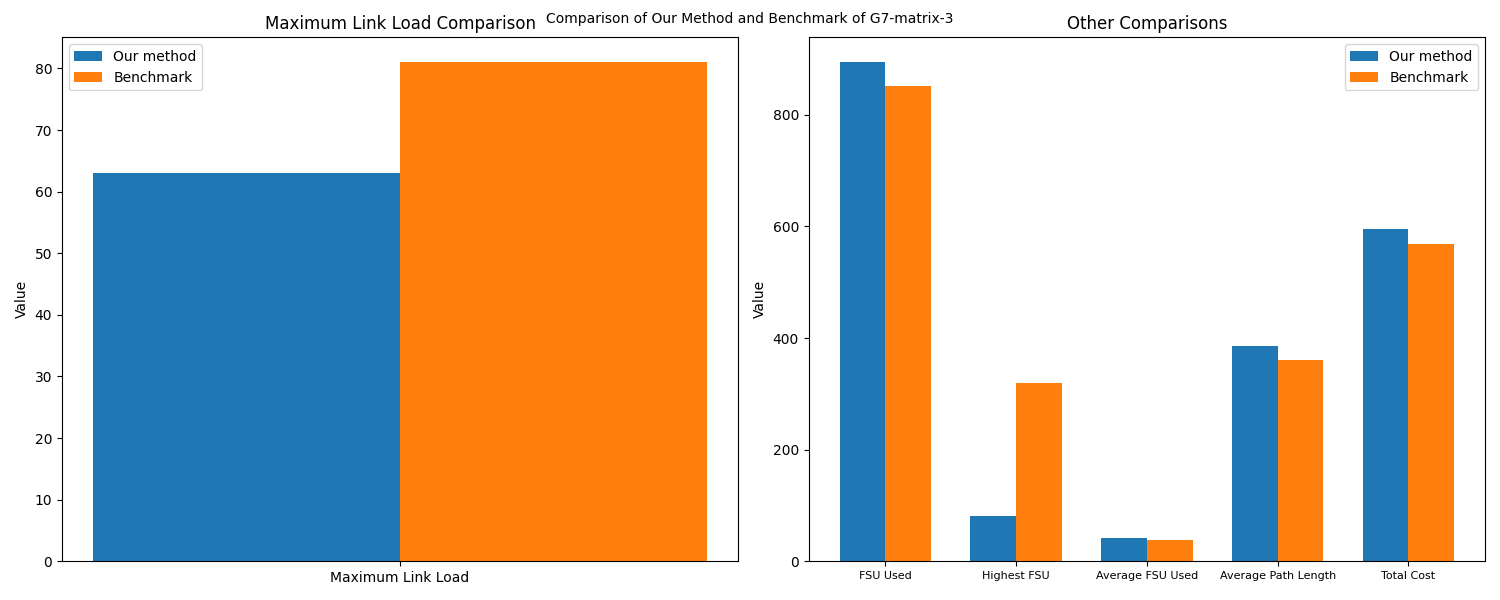 Comparison of Our Method and Benchmark of G7-matrix-3
Maximum Link Load Comparison
Our method
Benchmark
80
70
60
50
40
30
20
10
0
Value
Maximum Link Load
Other Comparisons
Our method
Benchmark
800
600
400
200
0
Value
FSU Used
Highest FSU
Average FSU Used
Average Path Length
Total Cost